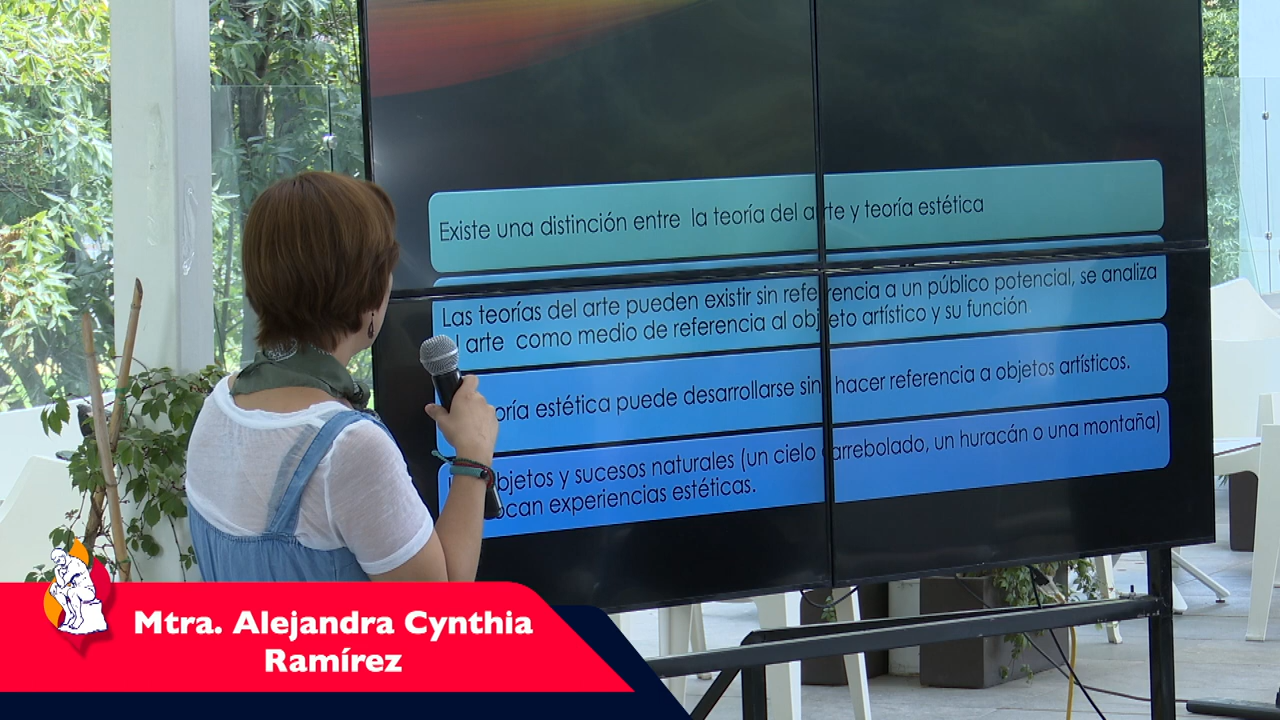 Existe una distinción entre la teoría del arte y teoría estética
Las teorías del arte pueden existir sin referencia a un público potencial, se analiza
arte como medio de referencia al objeto artístico y su función
estética puede desarrollarse sin hacer referencia a objetos artísticos.
y sucesos naturales (un cielo arrebolado, un huracán o una montaña)
experiencias estéticas.
Mtra. Alejandra Cynthia
Ramírez